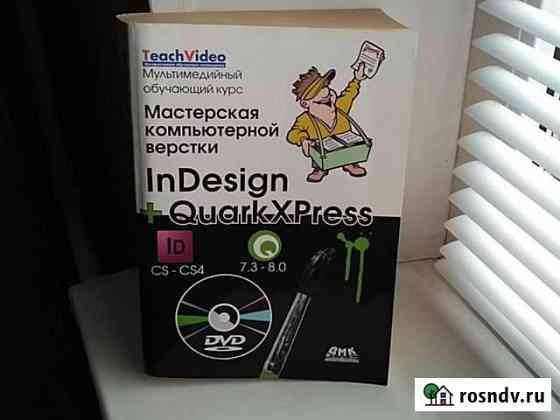 TeachVideo
Мультимедийный
обучающий курс
Мастерская
компьютерной
верстки
InDesign
+ QuarkXPress
ID
CS - CS4
7.3 - 8.0
DVD
ДМК
rosndv.ru